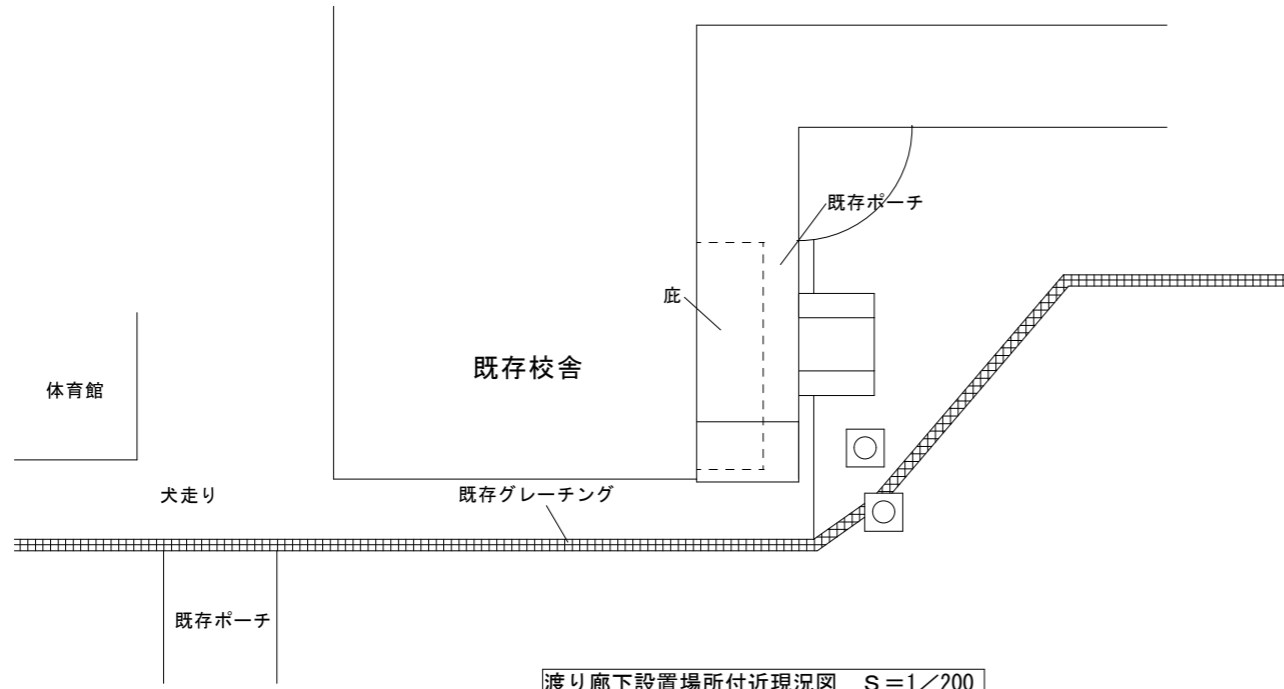 既存ポーチ
庇
既存校舎
体育館
犬走り
既存グレーチング
既存ポーチ
渡り廊下設置場所付近現況図　S=1/200